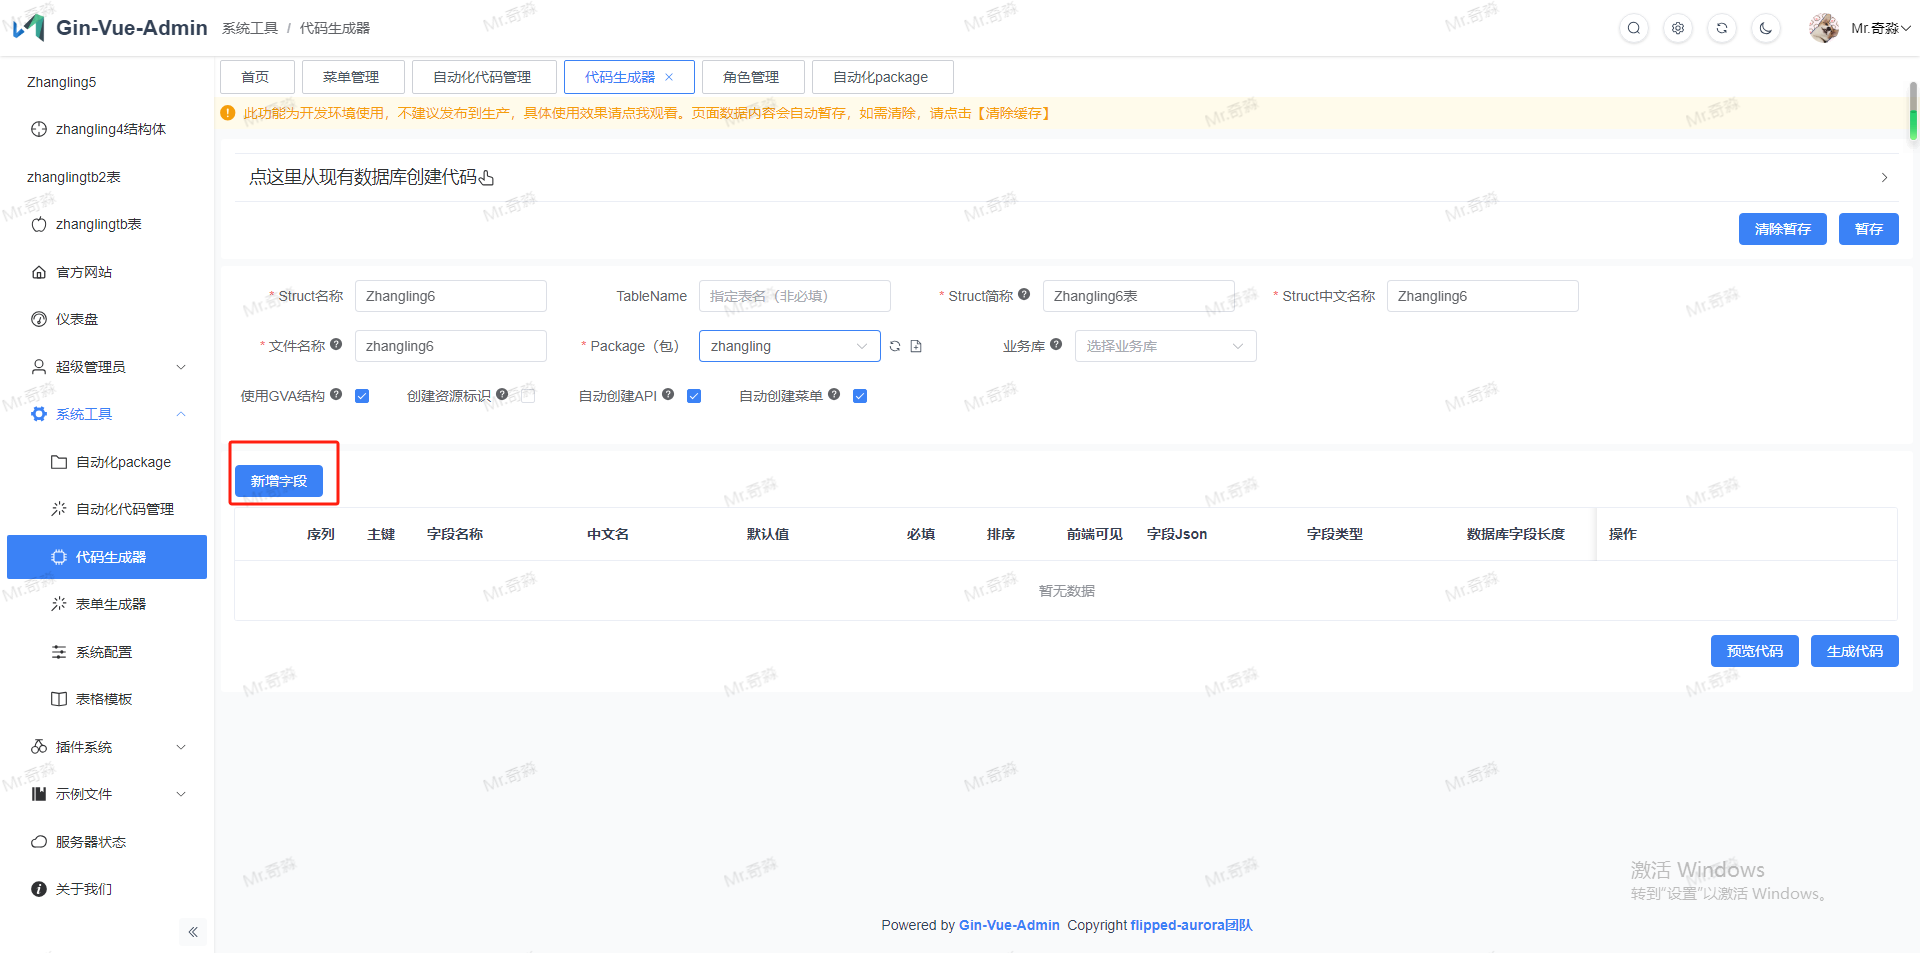 Gin-Vue-Admin 系统工具 / 代码生成器 Mr.奇淼
Zhangling5
zhangling4结构体
zhanglingtb2表
zhanglingtb表
官方网站
仪表盘
超级管理员
系统工具
自动化package
自动化代码管理
代码生成器
表单生成器
系统配置
表格模板
插件系统
示例文件
服务器状态
关于我们
首页 菜单管理 自动化代码管理 代码生成器 × 角色管理 自动化package
此功能为开发环境使用，不建议发布到生产，具体使用效果请点我观看。页面数据内容会自动暂存，如需清除，请点击【清除缓存】
点这里从现有数据库创建代码
清除暂存 暂存
* Struct名称 Zhangling6 TableName 指定表名（非必填） * Struct简称 Zhangling6表 * Struct中文名称 Zhangling6
* 文件名称 zhangling6 * Package（包） zhangling 业务库 选择业务库
使用GVA结构 创建资源标识 自动创建API 自动创建菜单
新增字段
序列 主键 字段名称 中文名 默认值 必填 排序 前端可见 字段Json 字段类型 数据库字段长度 操作
暂无数据
预览代码 生成代码
激活 Windows
转到“设置”以激活 Windows。
Powered by Gin-Vue-Admin Copyright flipped-aurora团队
Mr.奇淼